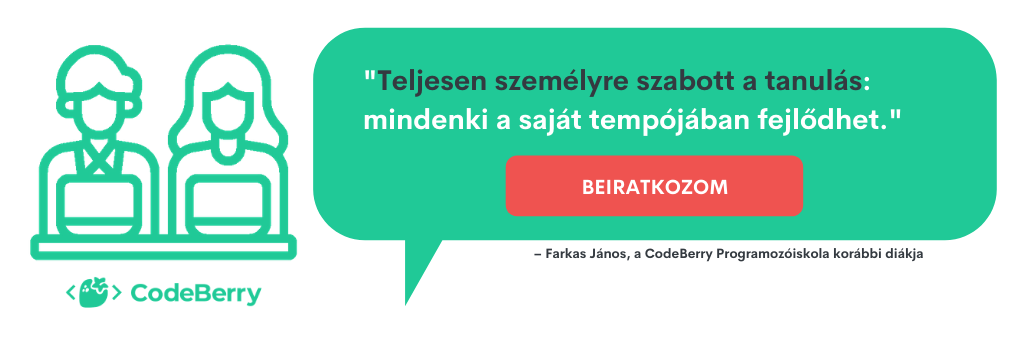 "Teljesen személyre szabott a tanulás:
mindenki a saját tempójában fejlődhet."
BEIRATKOZOM
– Farkas János, a CodeBerry Programozóiskola korábbi diákja
CodeBerry